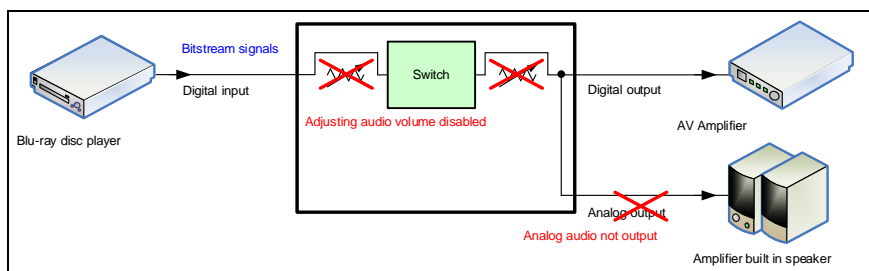 Bitstream signals
Digital input
Blu-ray disc player
Switch
Adjusting audio volume disabled
Digital output
AV Amplifier
Analog output
Analog audio not output
Amplifier built in speaker